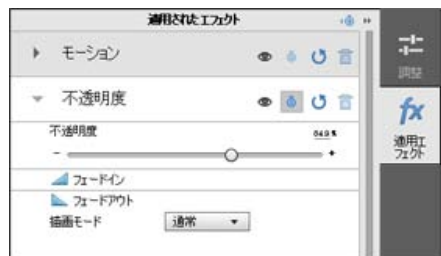 適用されたエフェクト
モーション
調整
不透明度
fx
適用エ
フェクト
不透明度
- +
フェードイン
フェードアウト
描画モード 通常